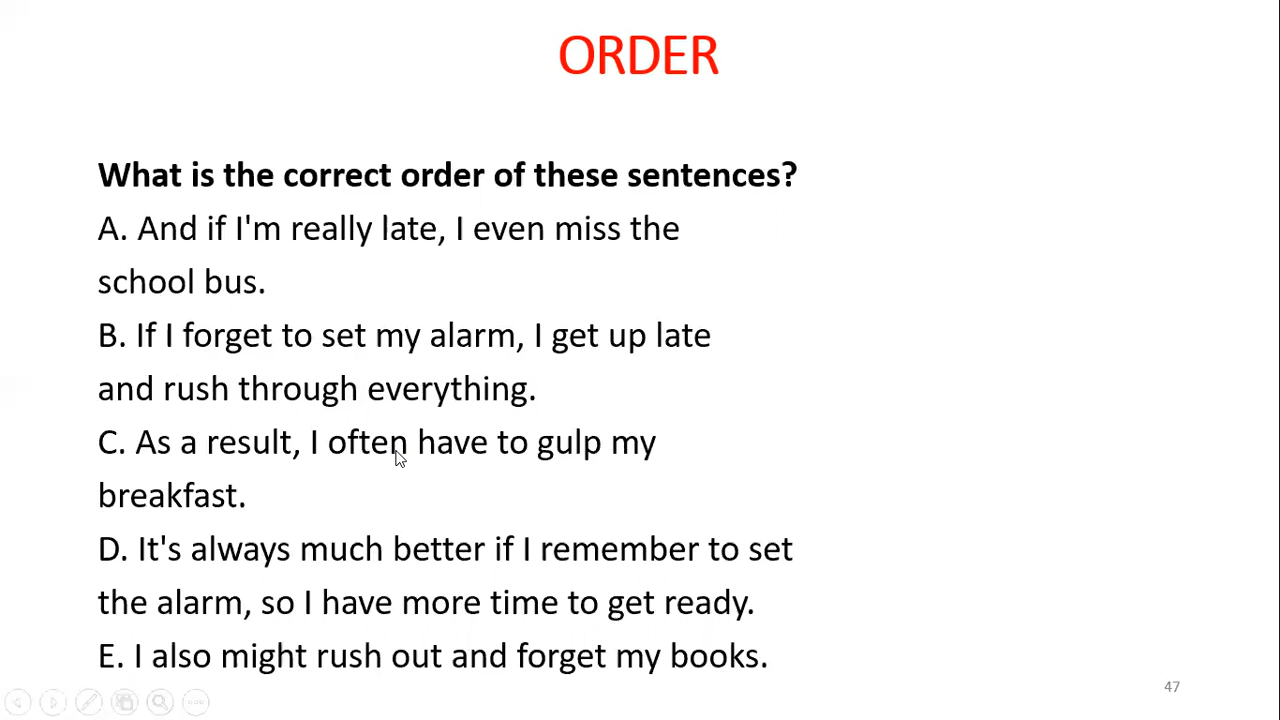 ORDER
What is the correct order of these sentences?
A. And if I'm really late, I even miss the
school bus.
B. If I forget to set my alarm, I get up late
and rush through everything.
C. As a result, I often have to gulp my
breakfast.
D. It's always much better if I remember to set
the alarm, so I have more time to get ready.
E. I also might rush out and forget my books.
47